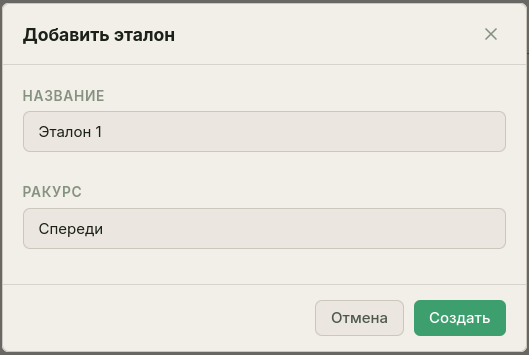 Добавить эталон
НАЗВАНИЕ
Эталон 1
РАКУРС
Спереди
Отмена
Создать